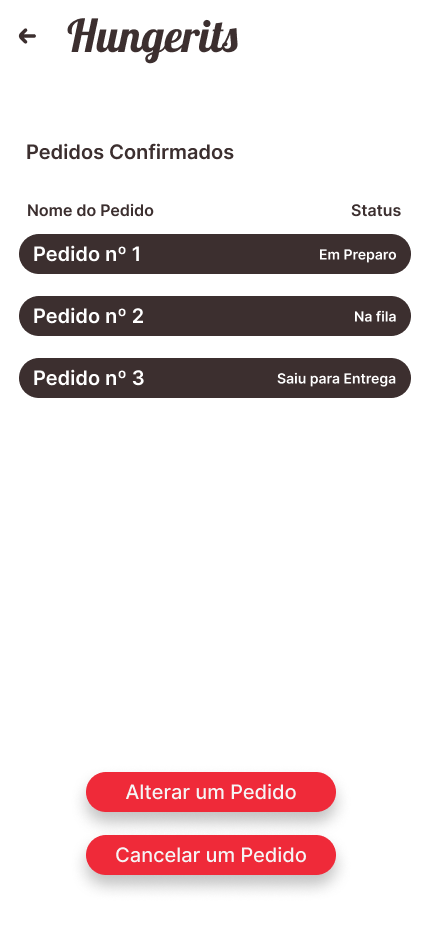 Hungerits
Pedidos Confirmados
Nome do Pedido Status
Pedido nº 1 Em Preparo
Pedido nº 2 Na fila
Pedido nº 3 Saiu para Entrega
Alterar um Pedido
Cancelar um Pedido